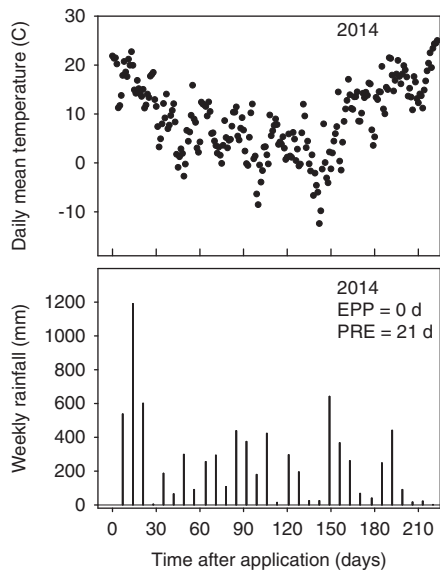 2014
30
20
10
0
-10
Daily mean temperature (C)
2014
EPP = 0 d
PRE = 21 d
1200
1000
800
600
400
200
0
Weekly rainfall (mm)
0 30 60 90 120 150 180 210
Time after application (days)